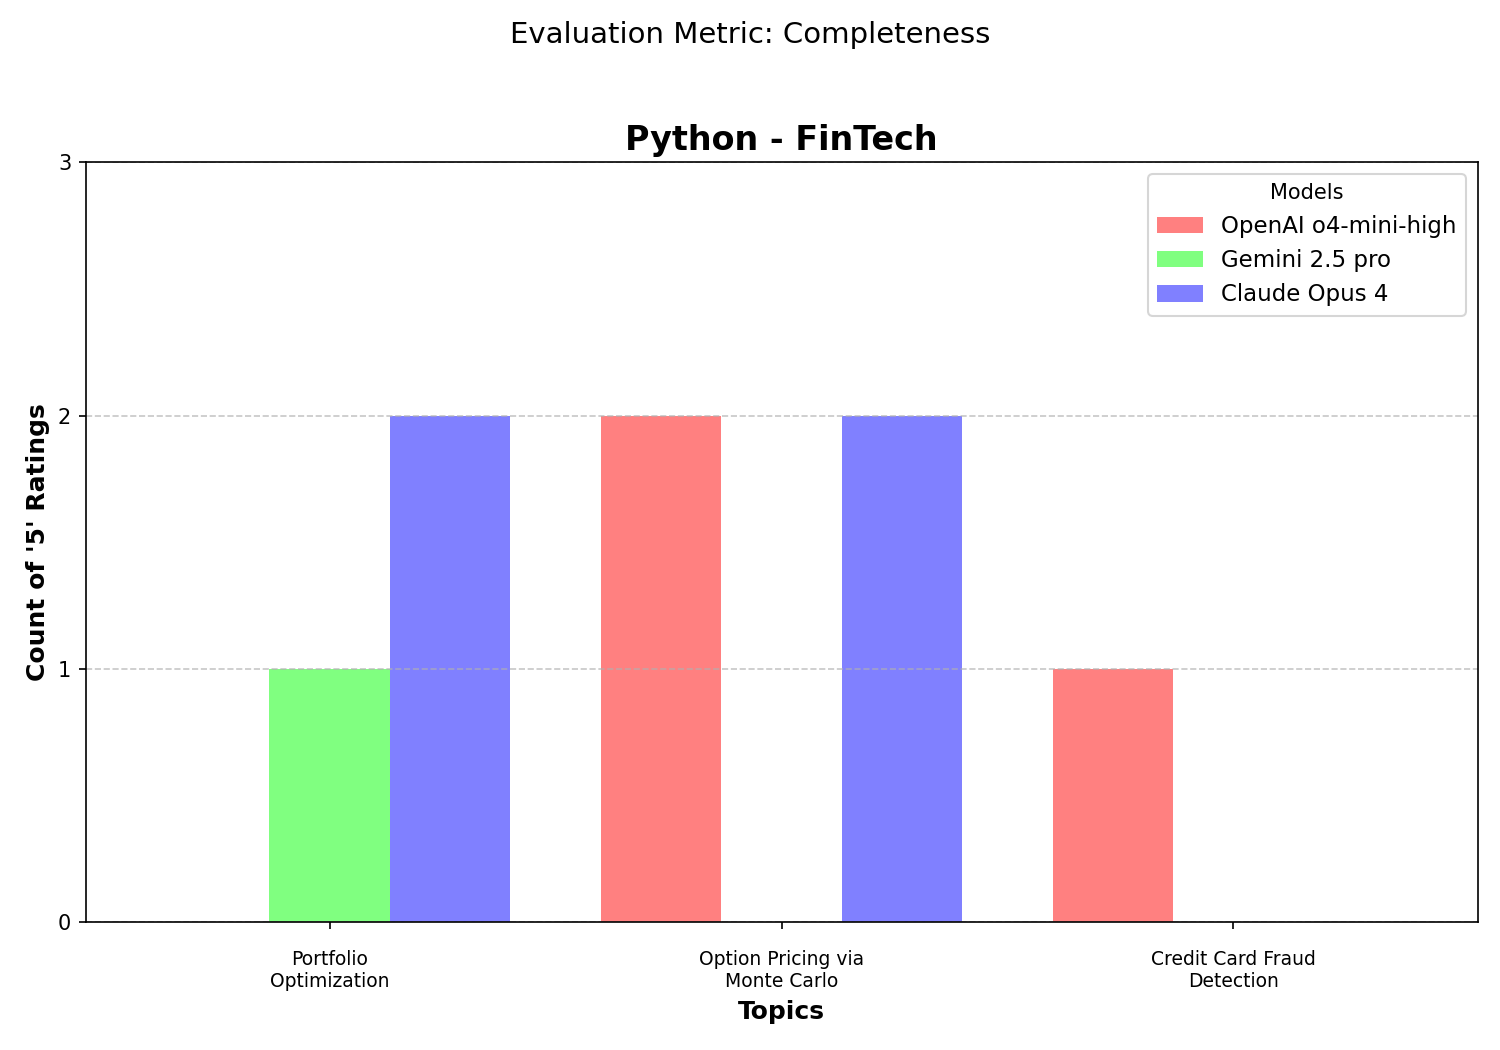 Evaluation Metric: Completeness
Python - FinTech
3
2
1
0
Count of '5' Ratings
Models
OpenAI o4-mini-high
Gemini 2.5 pro
Claude Opus 4
Portfolio
Optimization
Option Pricing via
Monte Carlo
Credit Card Fraud
Detection
Topics